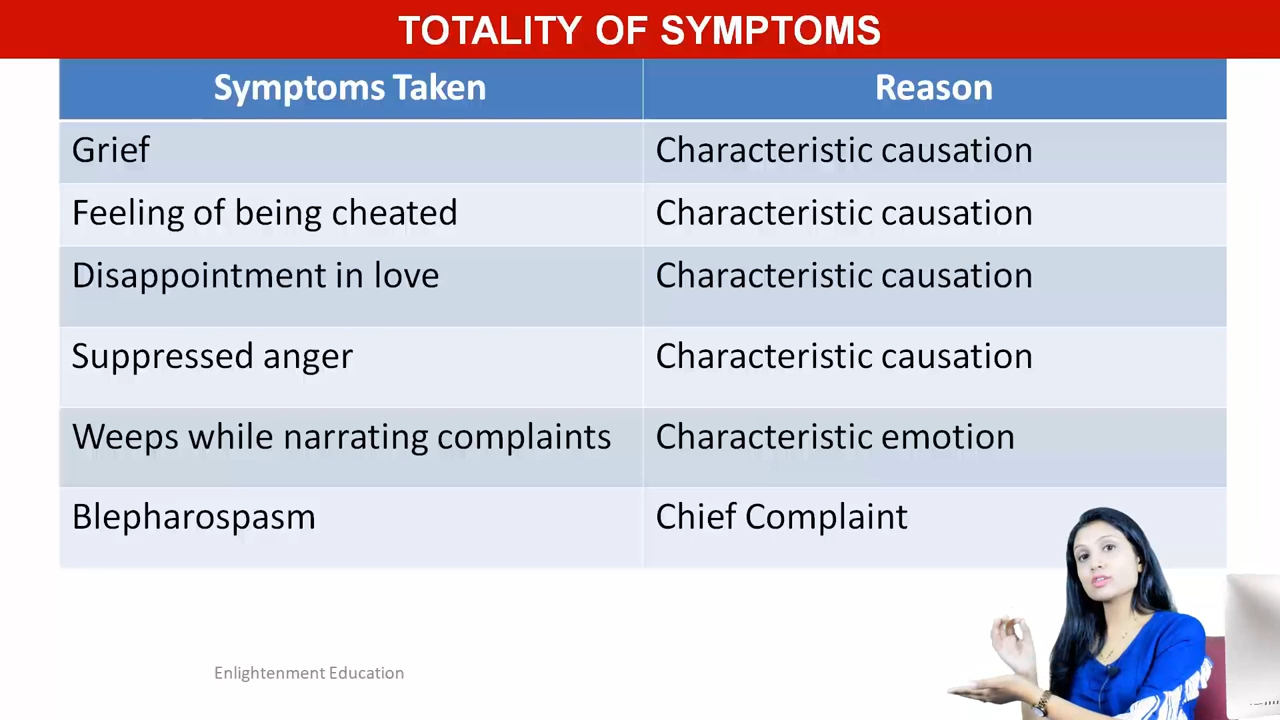 TOTALITY OF SYMPTOMS
Symptoms Taken Reason
Grief Characteristic causation
Feeling of being cheated Characteristic causation
Disappointment in love Characteristic causation
Suppressed anger Characteristic causation
Weeps while narrating complaints Characteristic emotion
Blepharospasm Chief Complaint
Enlightenment Education